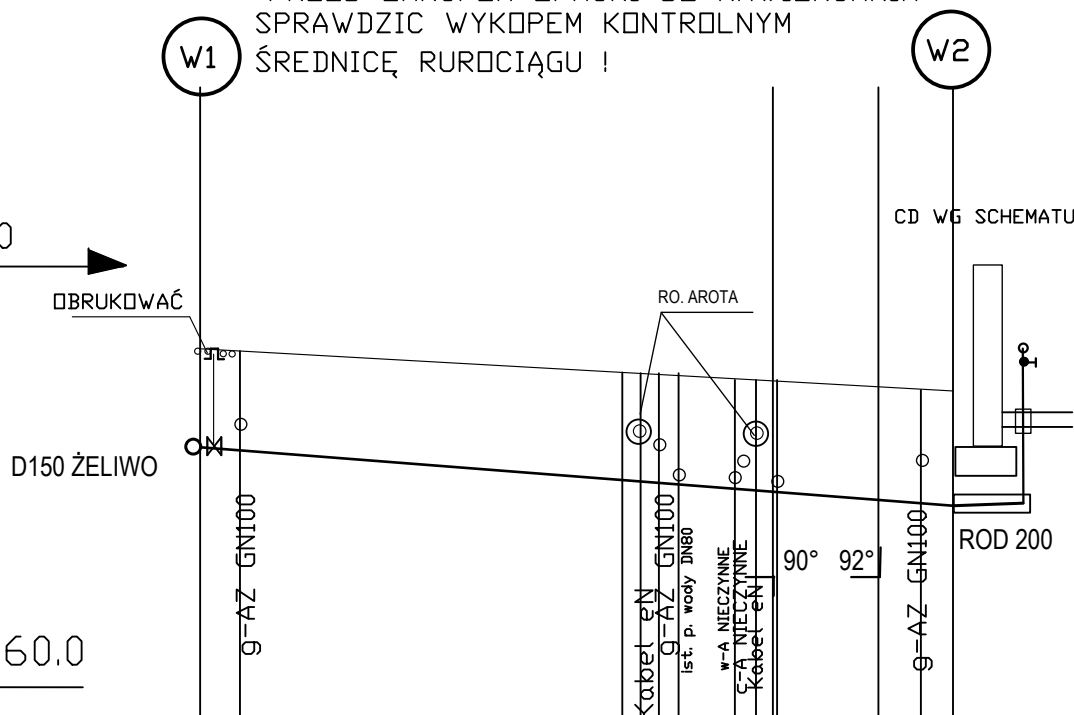 SPRAWDZIC WYKOPEM KONTROLNYM
ŚREDNICĘ RUROCIĄGU !
W1
W2
CD WG SCHEMATU
0
OBRUKOWAĆ
RO. AROTA
D150 ŻELIWO
ROD 200
90°
92°
60.0
g-AZ GN100
Kabel eN
g-AZ GN100
ist. p. wody DN80
w-A NIECZYNNE
c-A NIECZYNNE
Kabel eN
g-AZ GN100